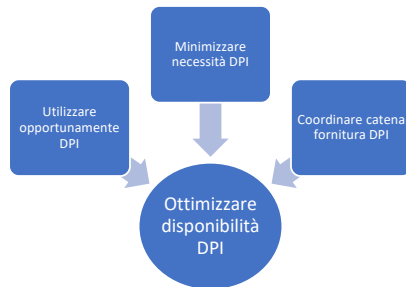 Minimizzare
necessità DPI
Utilizzare
opportunamente
DPI
Coordinare catena
fornitura DPI
Ottimizzare
disponibilità
DPI